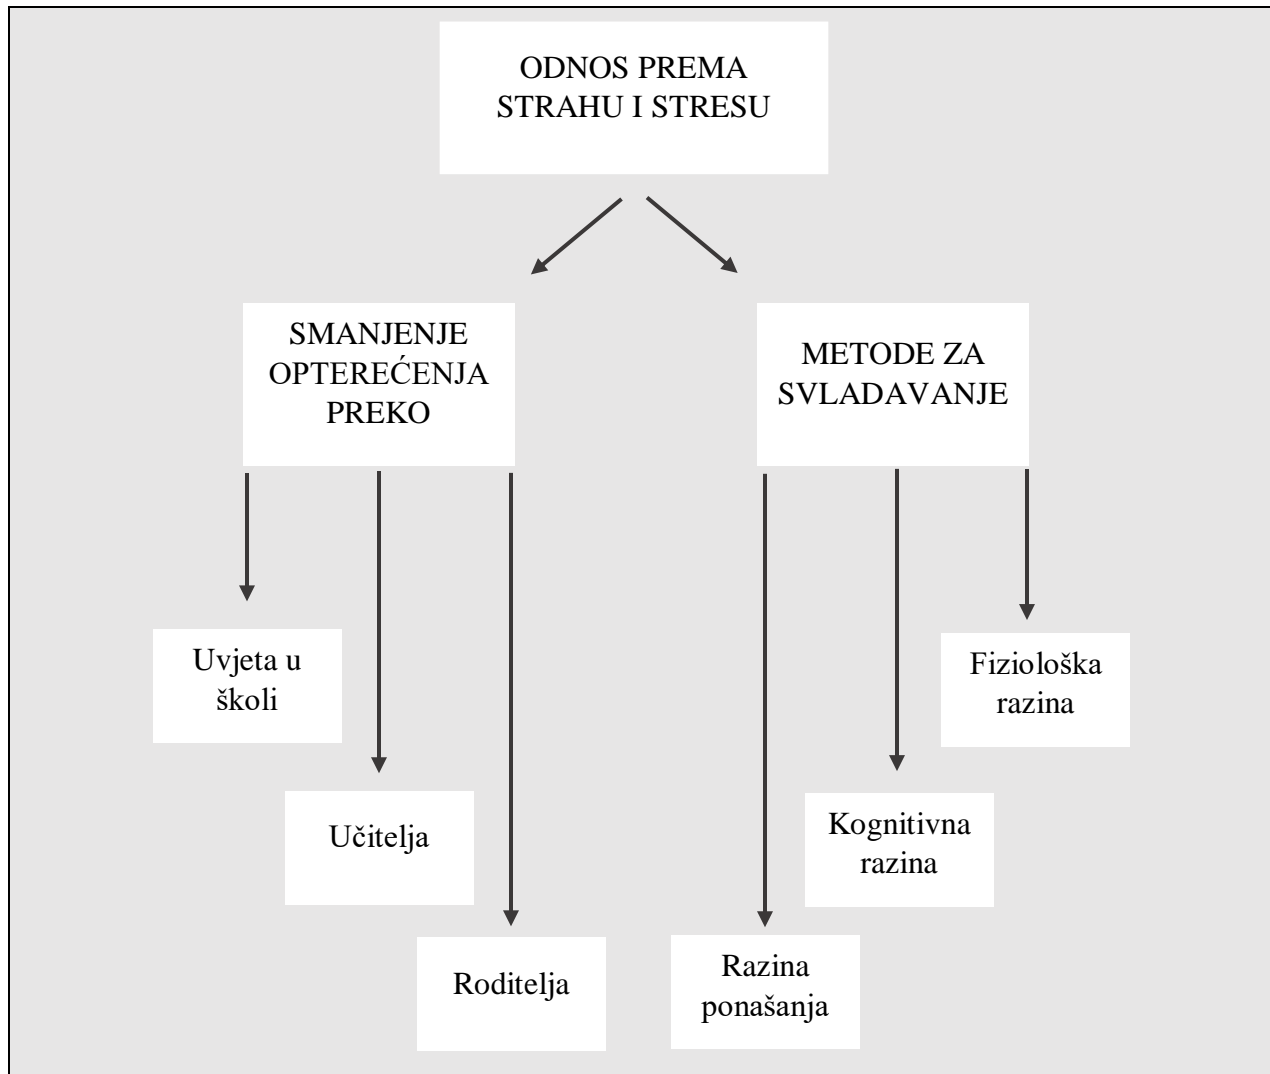 ODNOS PREMA
STRAHU I STRESU
SMANJENJE
OPTEREĆENJA
PREKO
METODE ZA
SVLADAVANJE
Uvjeta u
školi
Fiziološka
razina
Učitelja
Kognitivna
razina
Roditelja
Razina
ponašanja